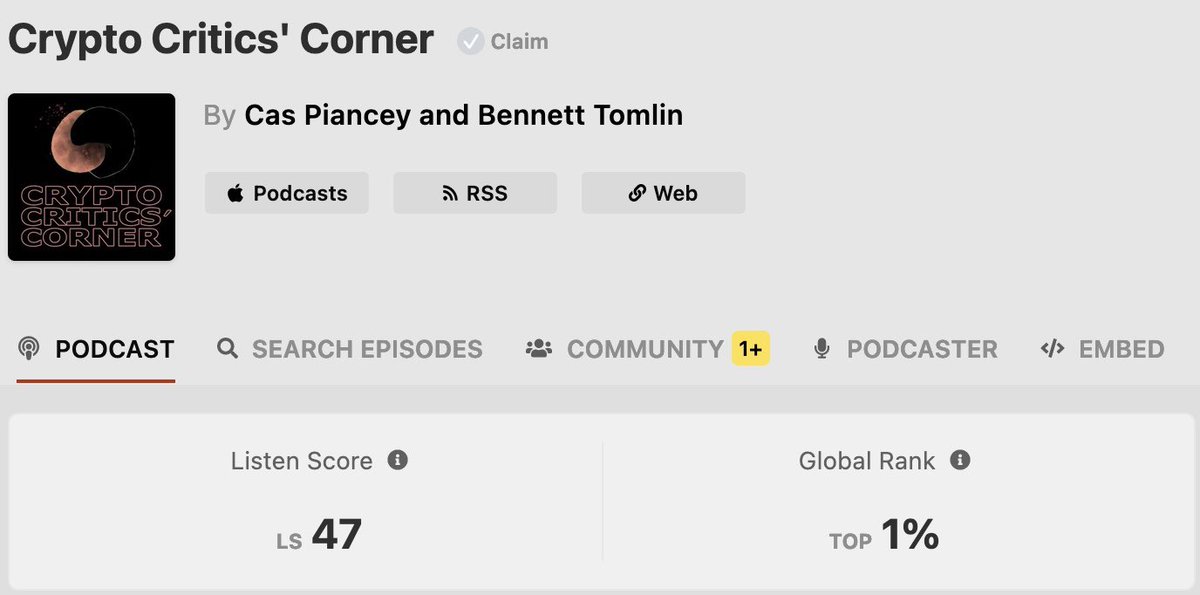 Crypto Critics' Corner Claim
CRYPTO
CRITICS'
CORNER
By Cas Piancey and Bennett Tomlin
Podcasts RSS Web
PODCAST SEARCH EPISODES COMMUNITY 1+ PODCASTER EMBED
Listen Score Global Rank
LS 47 TOP 1%